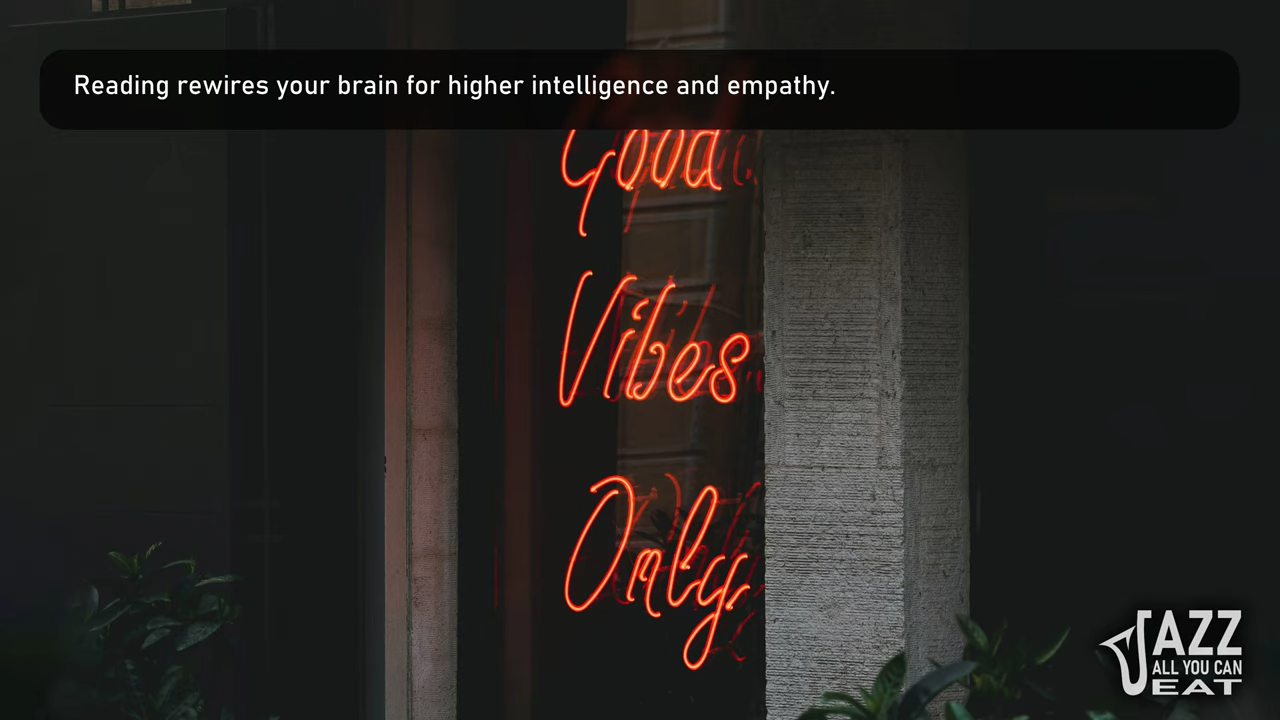 Reading rewires your brain for higher intelligence and empathy.
Good
Vibes
Only
JAZZ
ALL YOU CAN
EAT